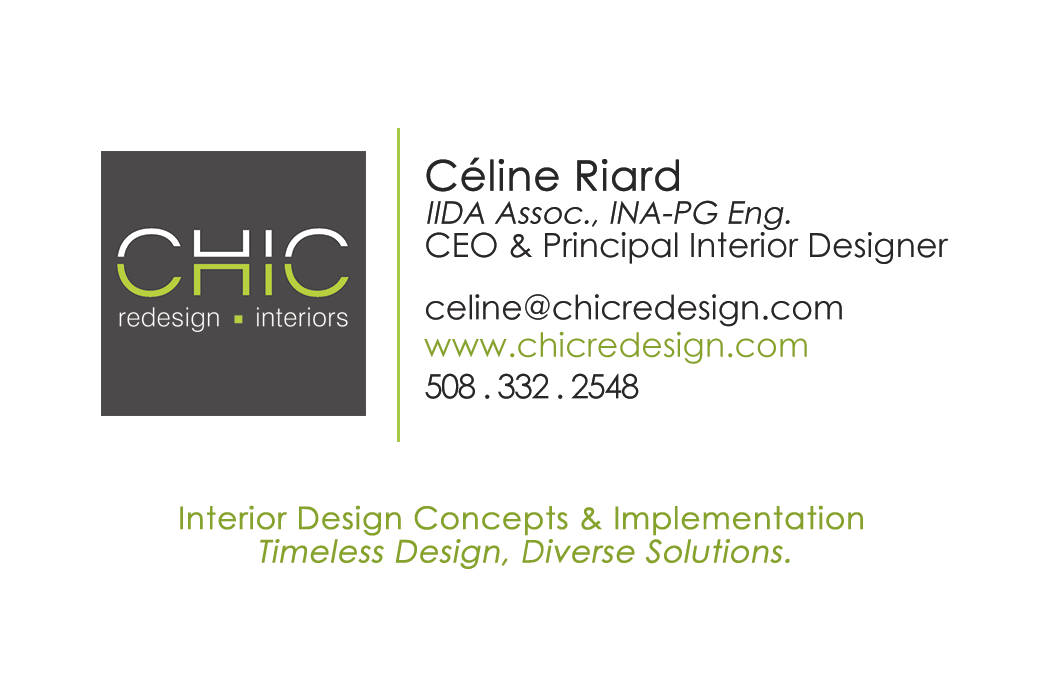 CHIC
redesign ▪ interiors
Céline Riard
IIDA Assoc., INA-PG Eng.
CEO & Principal Interior Designer
celine@chicredesign.com
www.chicredesign.com
508 . 332 . 2548
Interior Design Concepts & Implementation
Timeless Design, Diverse Solutions.